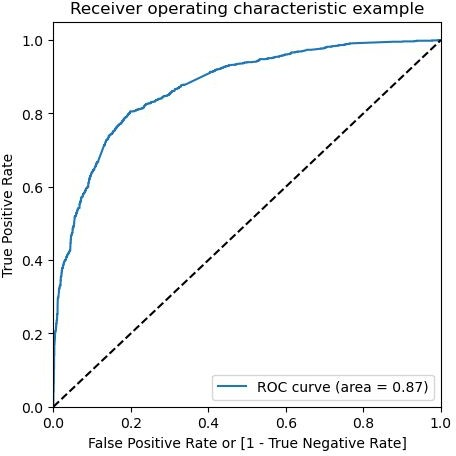 Receiver operating characteristic example
True Positive Rate
1.0
0.8
0.6
0.4
0.2
0.0
ROC curve (area = 0.87)
0.0 0.2 0.4 0.6 0.8 1.0
False Positive Rate or [1 - True Negative Rate]